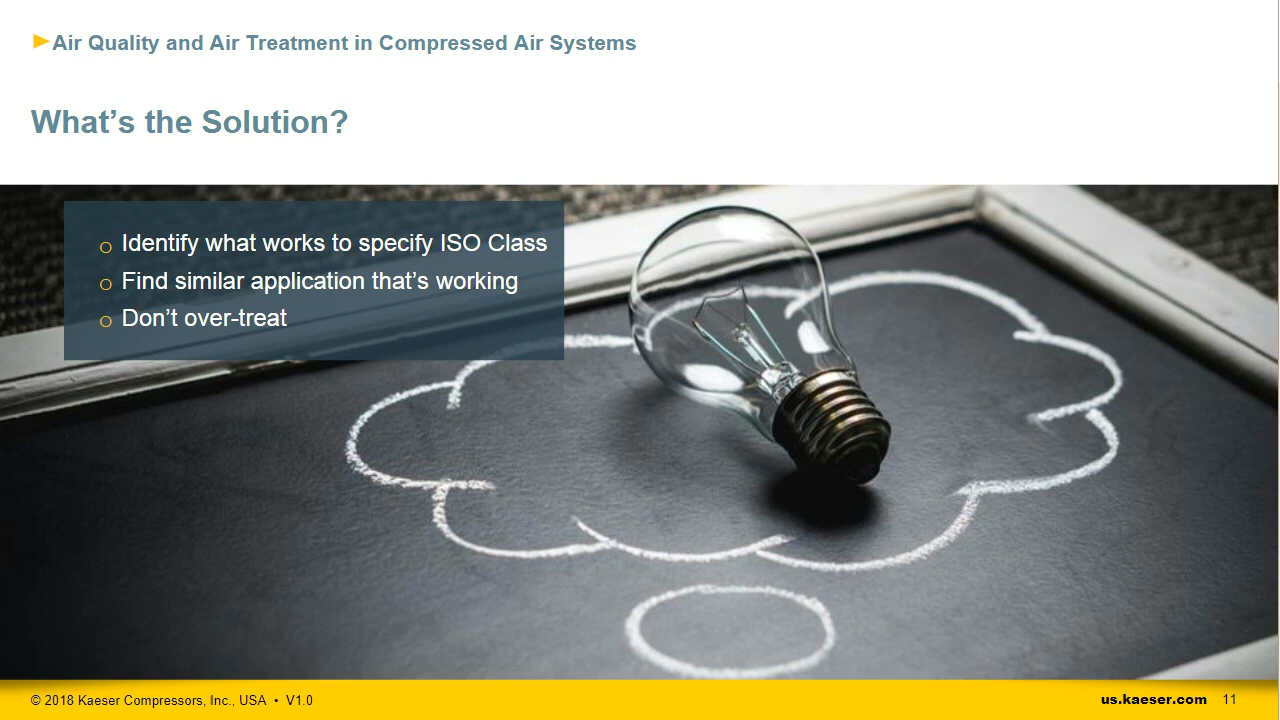 Air Quality and Air Treatment in Compressed Air Systems
What’s the Solution?
o Identify what works to specify ISO Class
o Find similar application that’s working
o Don’t over-treat
© 2018 Kaeser Compressors, Inc., USA • V1.0
us.kaeser.com 11